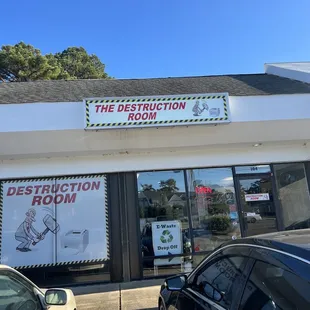 THE DESTRUCTION
ROOM
DESTRUCTION
ROOM
E-Waste
Drop Off